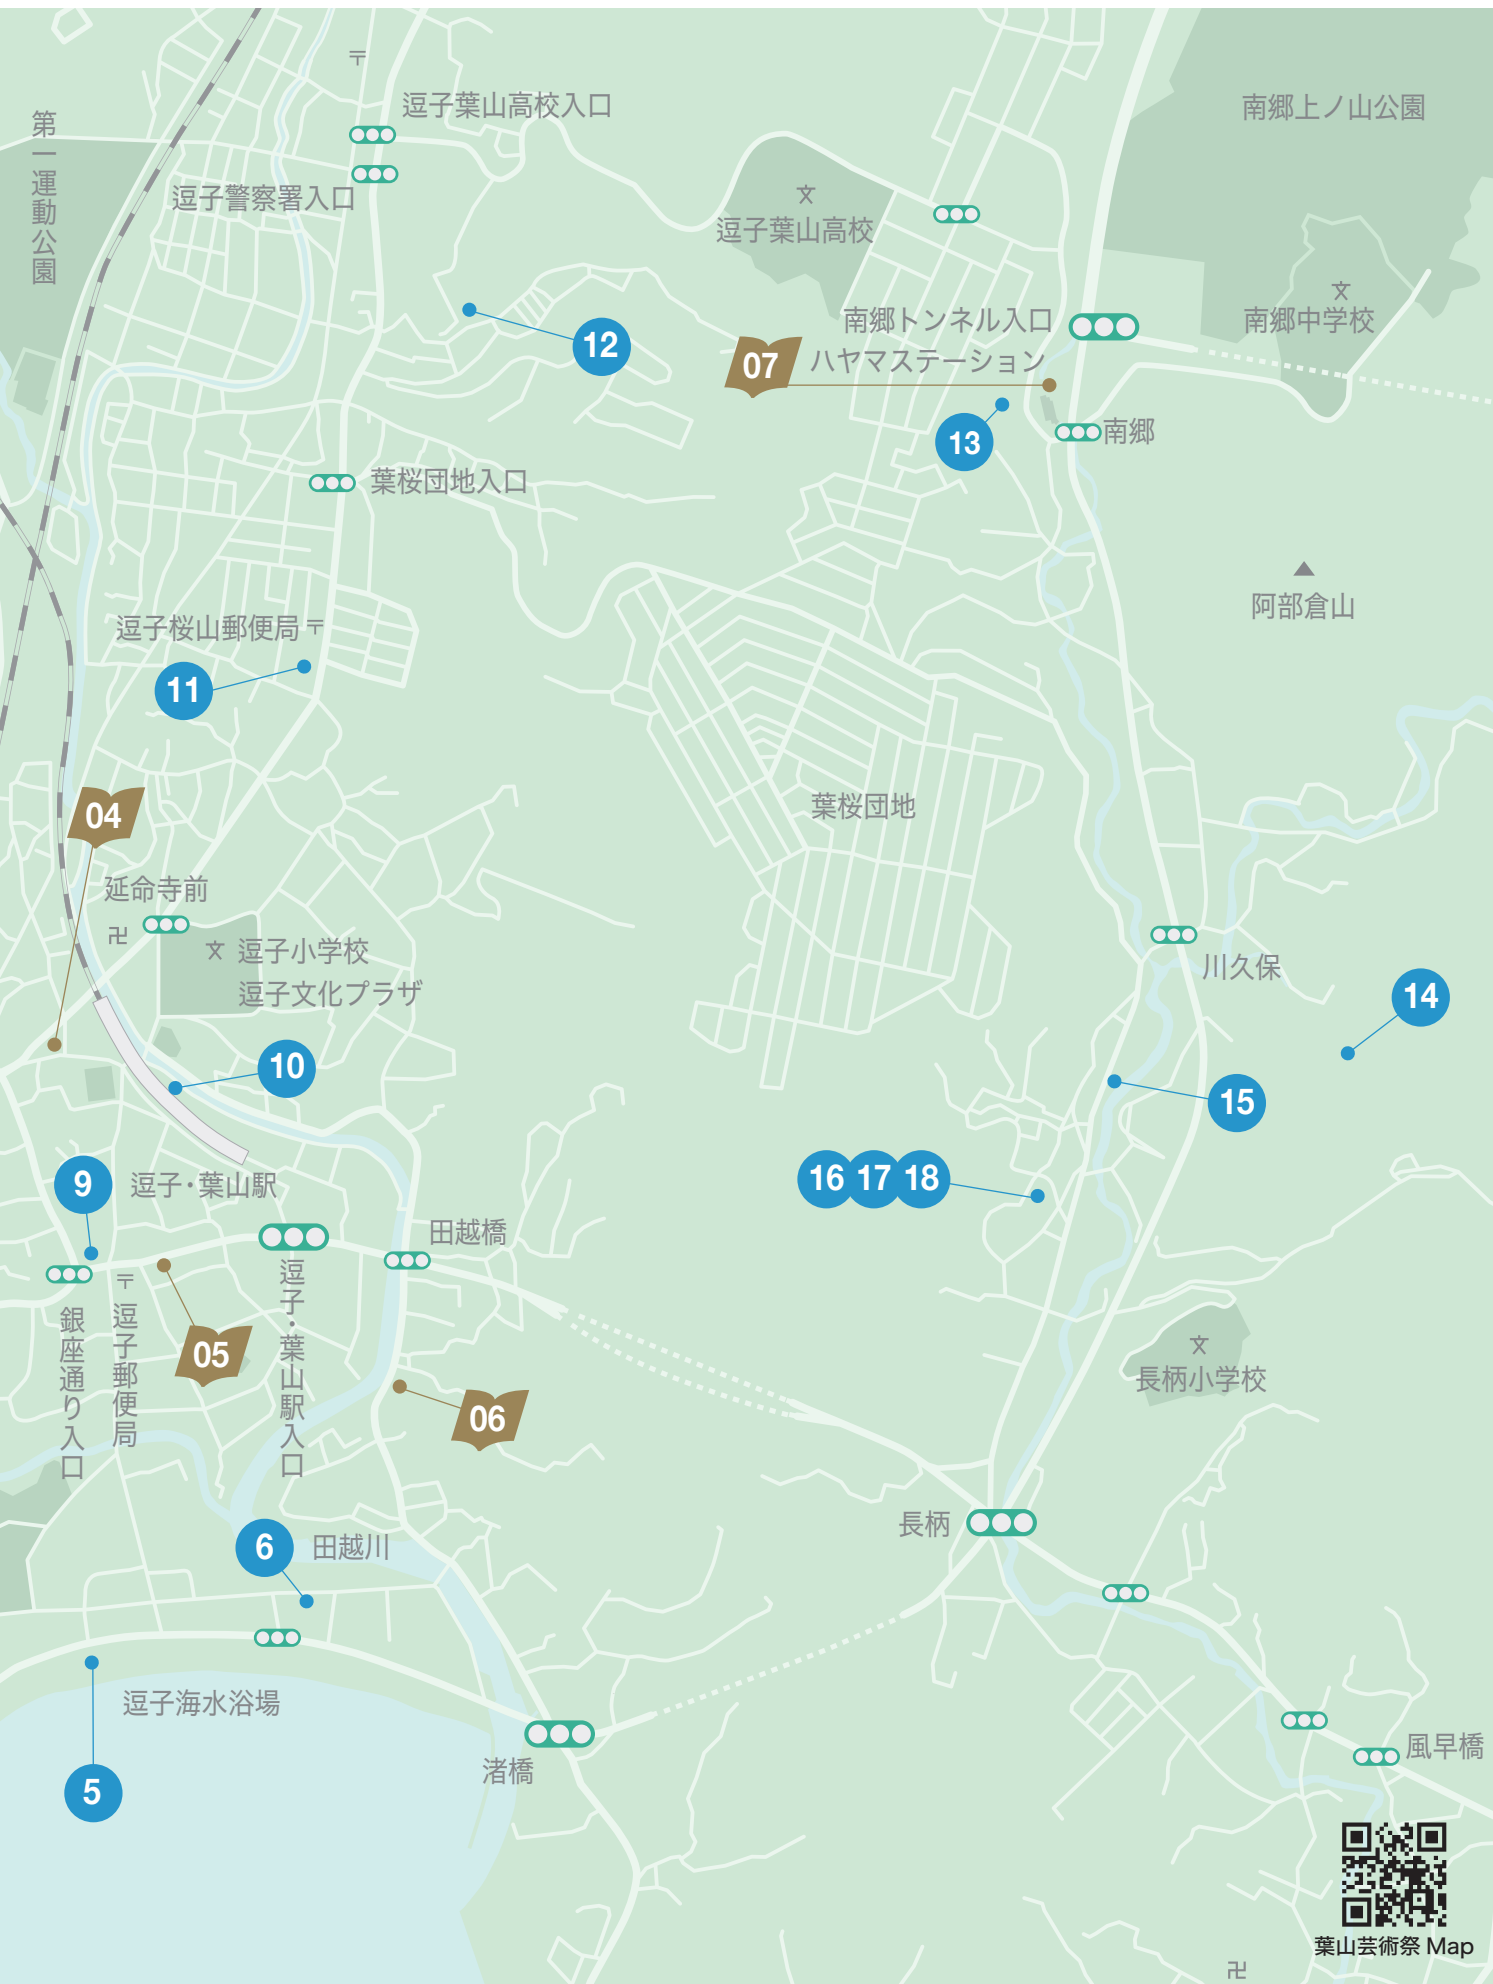 〒
逗子葉山高校入口
南郷上ノ山公園
第一運動公園
逗子警察署入口
文
逗子葉山高校
文
南郷中学校
南郷トンネル入口
12
07
ハヤマステーション
13
南郷
葉桜団地入口
阿部倉山
逗子桜山郵便局〒
11
04
葉桜団地
延命寺前
卍
文 逗子小学校
逗子文化プラザ
川久保
14
10
15
9
逗子・葉山駅
16 17 18
田越橋
逗子・葉山駅入口
〒逗子郵便局
銀座通り入口
05
06
文
長柄小学校
長柄
6
田越川
逗子海水浴場
渚橋
風早橋
5
葉山芸術祭 Map
卍